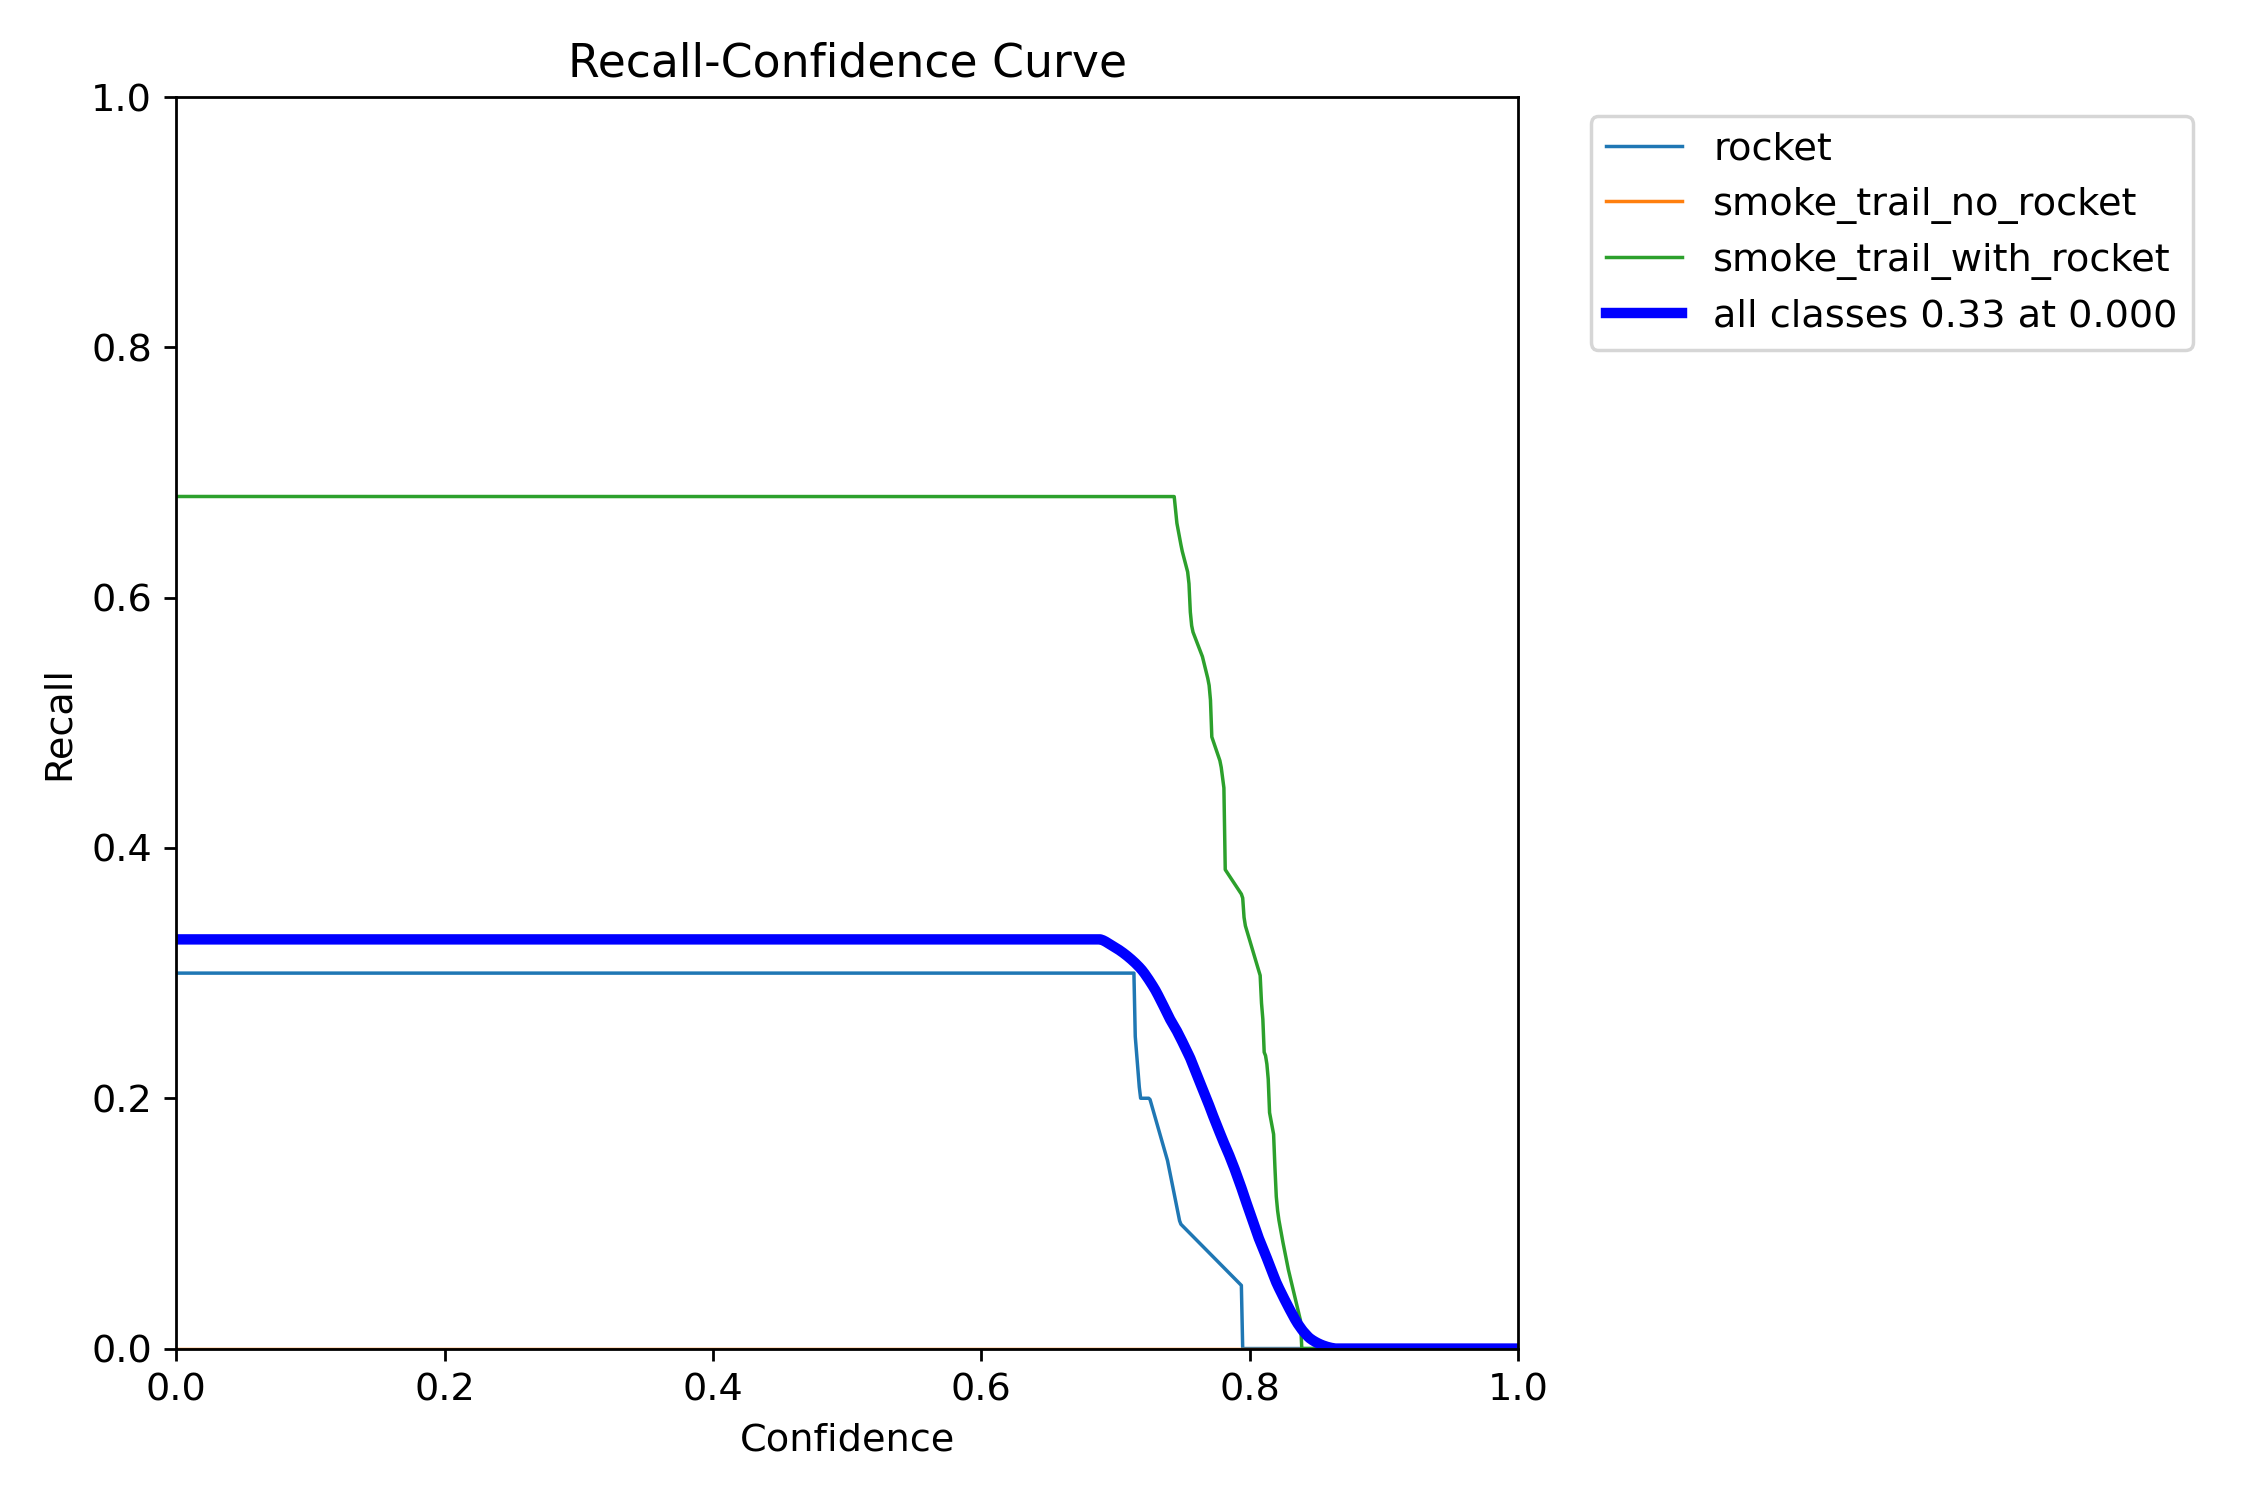 Recall-Confidence Curve
1.0
0.8
0.6
0.4
0.2
0.0
Recall
0.0 0.2 0.4 0.6 0.8 1.0
Confidence
rocket
smoke_trail_no_rocket
smoke_trail_with_rocket
all classes 0.33 at 0.000